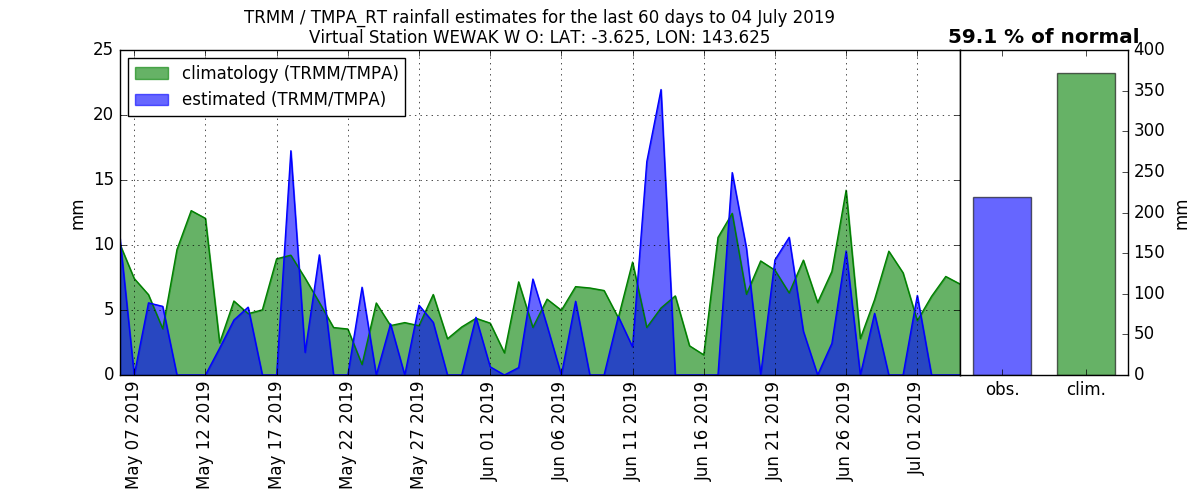 TRMM / TMPA_RT rainfall estimates for the last 60 days to 04 July 2019
Virtual Station WEWAK W O: LAT: -3.625, LON: 143.625
59.1 % of normal
climatology (TRMM/TMPA)
estimated (TRMM/TMPA)
25
20
15
10
5
0
mm
May 07 2019
May 12 2019
May 17 2019
May 22 2019
May 27 2019
Jun 01 2019
Jun 06 2019
Jun 11 2019
Jun 16 2019
Jun 21 2019
Jun 26 2019
Jul 01 2019
obs.
clim.
400
350
300
250
200
150
100
50
0
mm